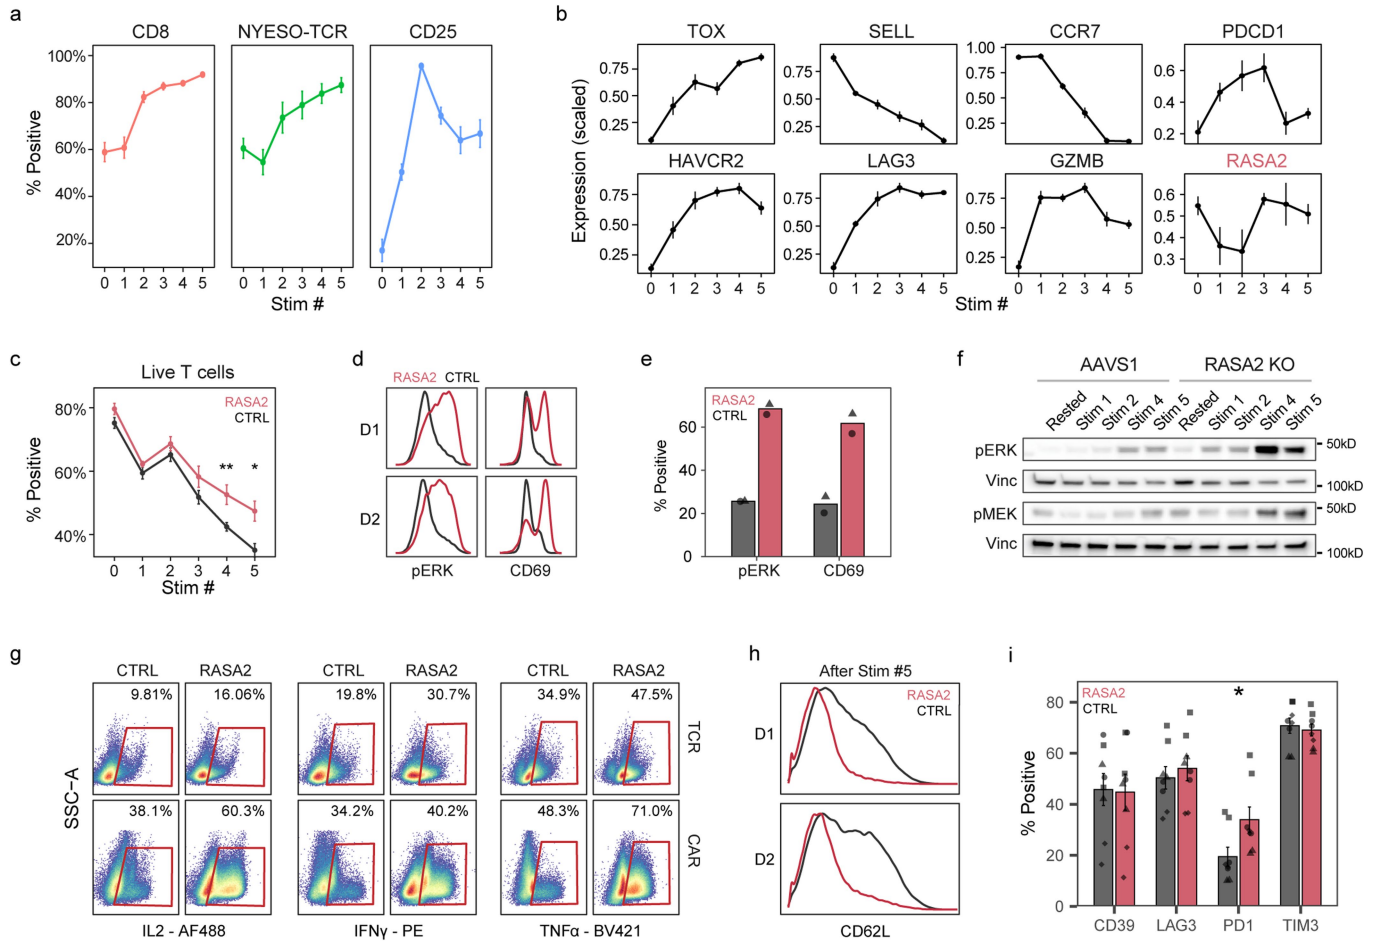 a
CD8
NYESO-TCR
CD25
% Positive
100%
80%
60%
40%
20%
0 1 2 3 4 5
0 1 2 3 4 5
0 1 2 3 4 5
Stim #
b
TOX
SELL
CCR7
PDCD1
Expression (scaled)
0.75
0.50
0.25
0.75
0.50
0.25
1.00
0.75
0.50
0.25
0.6
0.4
0.2
HAVCR2
LAG3
GZMB
RASA2
0.75
0.50
0.25
0.75
0.50
0.25
0.75
0.50
0.25
0.6
0.5
0.4
0.3
0 1 2 3 4 5
0 1 2 3 4 5
0 1 2 3 4 5
0 1 2 3 4 5
Stim #
c
Live T cells
RASA2
CTRL
% Positive
80%
60%
40%
** *
0 1 2 3 4 5
Stim #
d
RASA2 CTRL
D1
D2
pERK
CD69
e
RASA2
CTRL
% Positive
60
40
20
0
pERK
CD69
f
AAVS1
RASA2 KO
Rested
Stim 1
Stim 2
Stim 4
Stim 5
Rested
Stim 1
Stim 2
Stim 4
Stim 5
pERK
50kD
Vinc
100kD
pMEK
50kD
Vinc
100kD
g
CTRL
RASA2
CTRL
RASA2
CTRL
RASA2
9.81%
16.06%
19.8%
30.7%
34.9%
47.5%
TCR
SSC-A
38.1%
60.3%
34.2%
40.2%
48.3%
71.0%
CAR
IL2 - AF488
IFNγ - PE
TNFα - BV421
h
After Stim #5
RASA2
CTRL
D1
D2
CD62L
i
RASA2
CTRL
*
% Positive
80
60
40
20
0
CD39
LAG3
PD1
TIM3